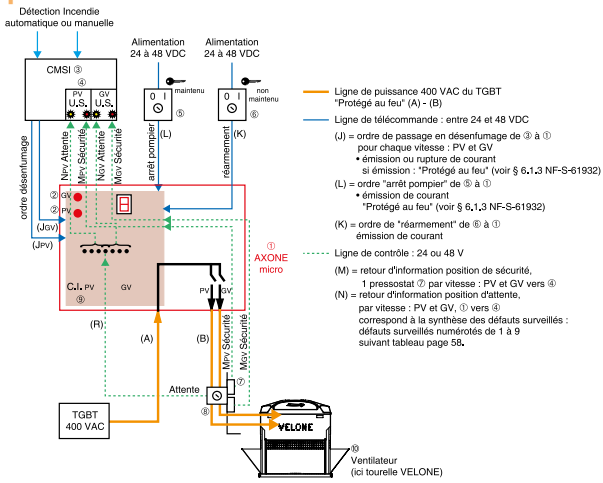 Détection Incendie
automatique ou manuelle
Alimentation
24 à 48 VDC
Alimentation
24 à 48 VDC
CMSI ③
④
PV
U.S.
GV
U.S.
0 I
maintenu
⑤
0 I
non
maintenu
⑥
ordre désenfumage
NPV Attente
MPV Sécurité
NGV Attente
MGV Sécurité
(L)
arrêt pompier
(K)
réarmement
② GV
② PV
(JGV)
(JPV)
① AXONE
micro
C.I. PV GV
⑨
PV GV
(R)
(A)
(B)
MPV Sécurité
MGV Sécurité
Attente
⑦
⑧
TGBT
400 VAC
VELONE
⑩
Ventilateur
(ici tourelle VELONE)
Ligne de puissance 400 VAC du TGBT
"Protégé au feu" (A) - (B)
Ligne de télécommande : entre 24 et 48 VDC
(J) = ordre de passage en désenfumage de ③ à ①
pour chaque vitesse : PV et GV
• émission ou rupture de courant
si émission : "Protégé au feu" (voir § 6.1.3 NF-S-61932)
(L) = ordre "arrêt pompier" de ⑤ à ①
• émission de courant
"Protégé au feu" (voir § 6.1.3 NF-S-61932)
(K) = ordre de "réarmement" de ⑥ à ①
émission de courant
Ligne de contrôle : 24 ou 48 V
(M) = retour d'information position de sécurité,
1 pressostat ⑦ par vitesse : PV et GV vers ④
(N) = retour d'information position d'attente,
par vitesse : PV et GV, ① vers ④
correspond à la synthèse des défauts surveillés :
défauts surveillés numérotés de 1 à 9
suivant tableau page 58.